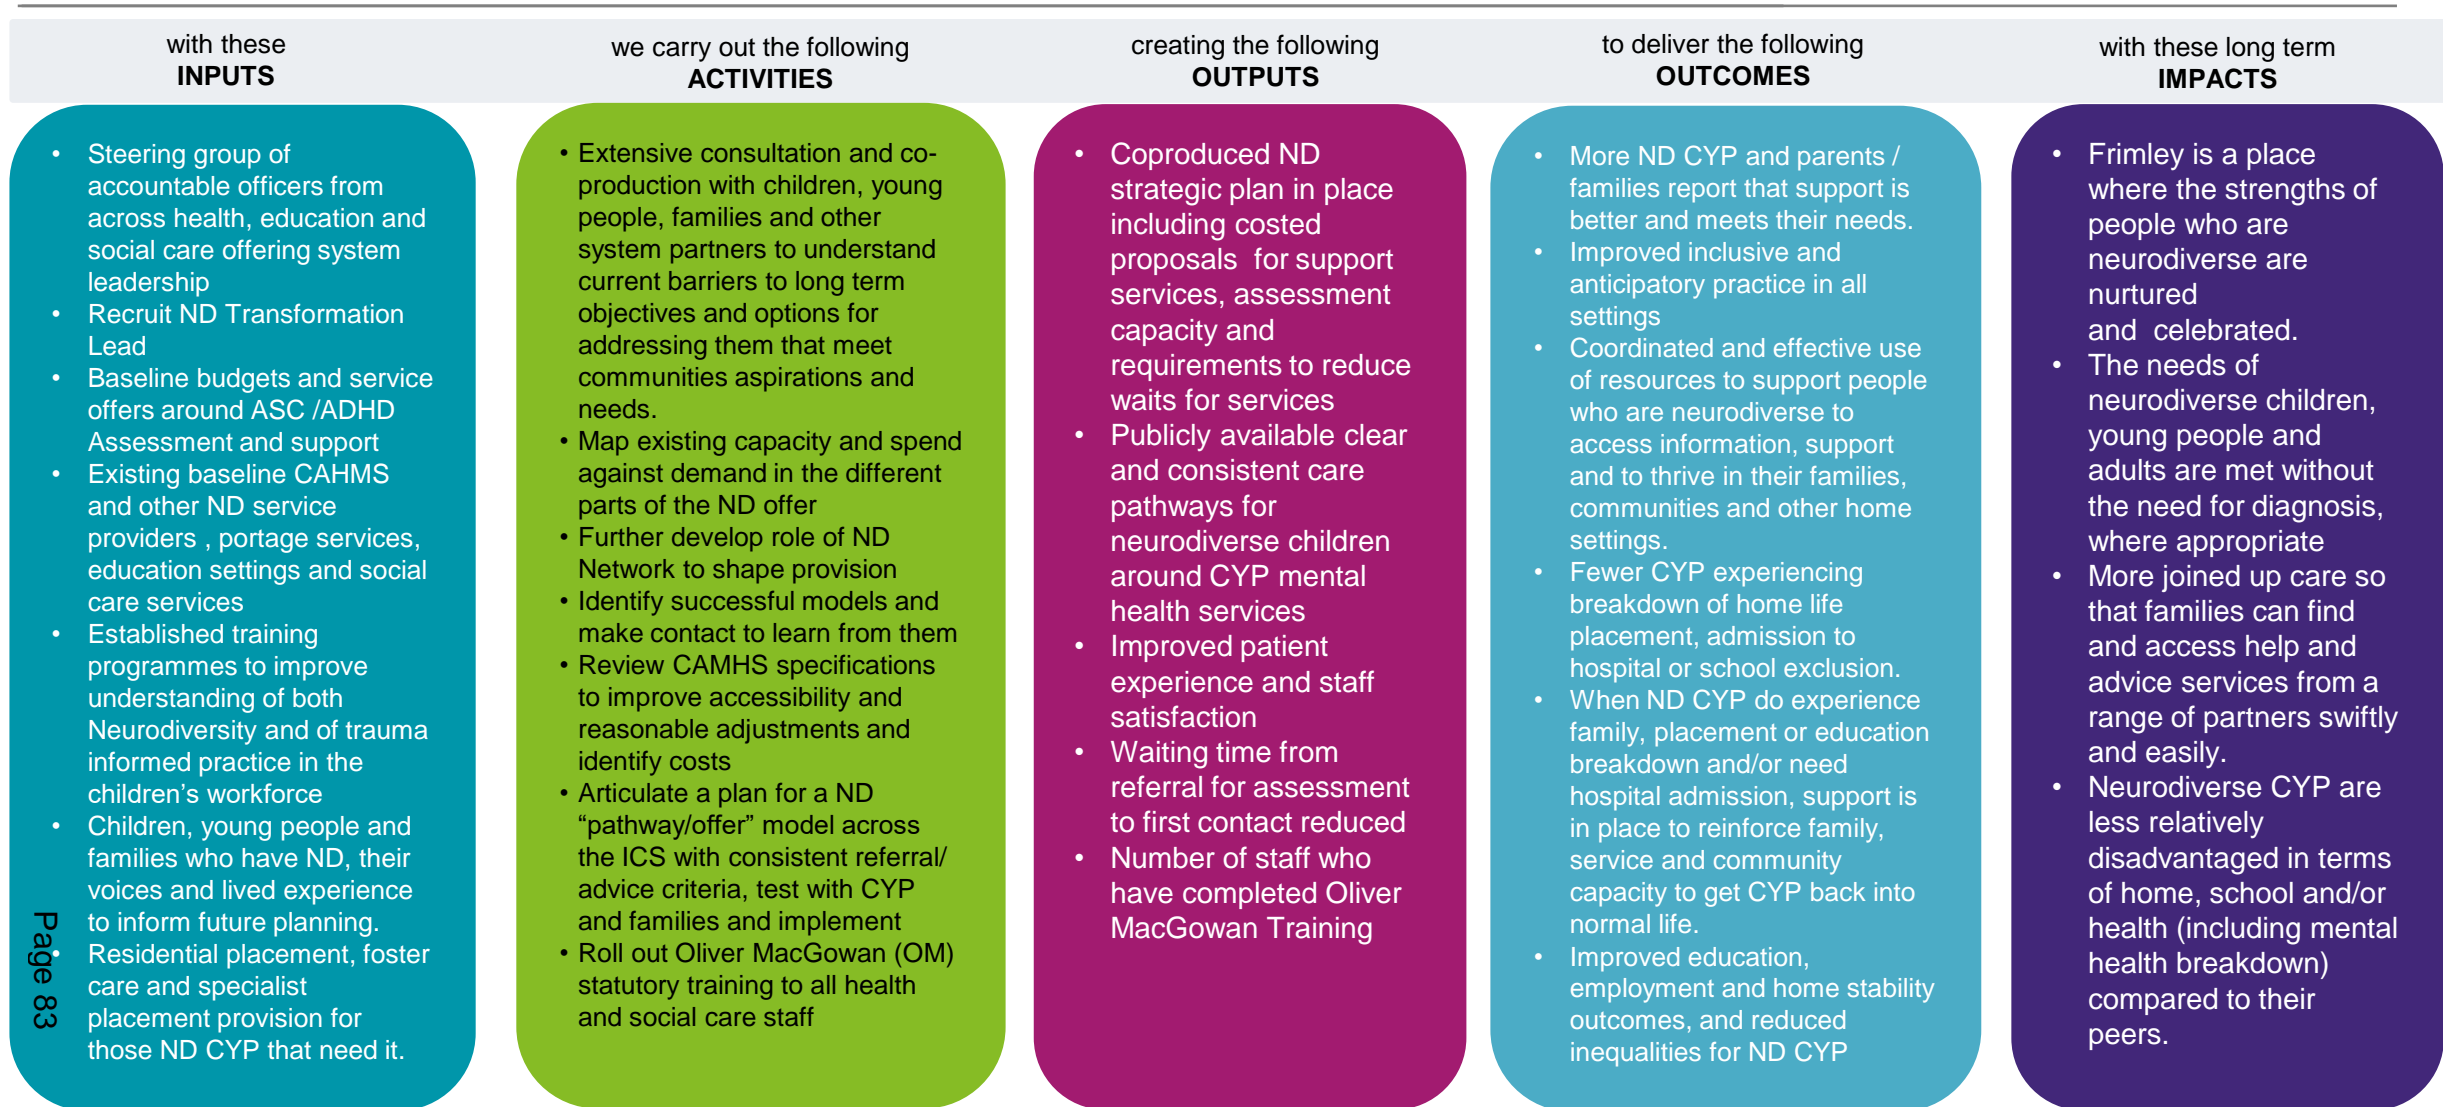 with these
INPUTS
we carry out the following
ACTIVITIES
creating the following
OUTPUTS
to deliver the following
OUTCOMES
with these long term
IMPACTS
• Steering group of
accountable officers from
across health, education and
social care offering system
leadership
• Recruit ND Transformation
Lead
• Baseline budgets and service
offers around ASC /ADHD
Assessment and support
• Existing baseline CAHMS
and other ND service
providers , portage services,
education settings and social
care services
• Established training
programmes to improve
understanding of both
Neurodiversity and of trauma
informed practice in the
children’s workforce
• Children, young people and
families who have ND, their
voices and lived experience
to inform future planning.
• Residential placement, foster
care and specialist
placement provision for
those ND CYP that need it.
• Extensive consultation and co-
production with children, young
people, families and other
system partners to understand
current barriers to long term
objectives and options for
addressing them that meet
communities aspirations and
needs.
• Map existing capacity and spend
against demand in the different
parts of the ND offer
• Further develop role of ND
Network to shape provision
• Identify successful models and
make contact to learn from them
• Review CAMHS specifications
to improve accessibility and
reasonable adjustments and
identify costs
• Articulate a plan for a ND
“pathway/offer” model across
the ICS with consistent referral/
advice criteria, test with CYP
and families and implement
• Roll out Oliver MacGowan (OM)
statutory training to all health
and social care staff
• Coproduced ND
strategic plan in place
including costed
proposals for support
services, assessment
capacity and
requirements to reduce
waits for services
• Publicly available clear
and consistent care
pathways for
neurodiverse children
around CYP mental
health services
• Improved patient
experience and staff
satisfaction
• Waiting time from
referral for assessment
to first contact reduced
• Number of staff who
have completed Oliver
MacGowan Training
• More ND CYP and parents /
families report that support is
better and meets their needs.
• Improved inclusive and
anticipatory practice in all
settings
• Coordinated and effective use
of resources to support people
who are neurodiverse to
access information, support
and to thrive in their families,
communities and other home
settings.
• Fewer CYP experiencing
breakdown of home life
placement, admission to
hospital or school exclusion.
• When ND CYP do experience
family, placement or education
breakdown and/or need
hospital admission, support is
in place to reinforce family,
service and community
capacity to get CYP back into
normal life.
• Improved education,
employment and home stability
outcomes, and reduced
inequalities for ND CYP
• Frimley is a place
where the strengths of
people who are
neurodiverse are
nurtured
and celebrated.
• The needs of
neurodiverse children,
young people and
adults are met without
the need for diagnosis,
where appropriate
• More joined up care so
that families can find
and access help and
advice services from a
range of partners swiftly
and easily.
• Neurodiverse CYP are
less relatively
disadvantaged in terms
of home, school and/or
health (including mental
health breakdown)
compared to their
peers.
Page 83